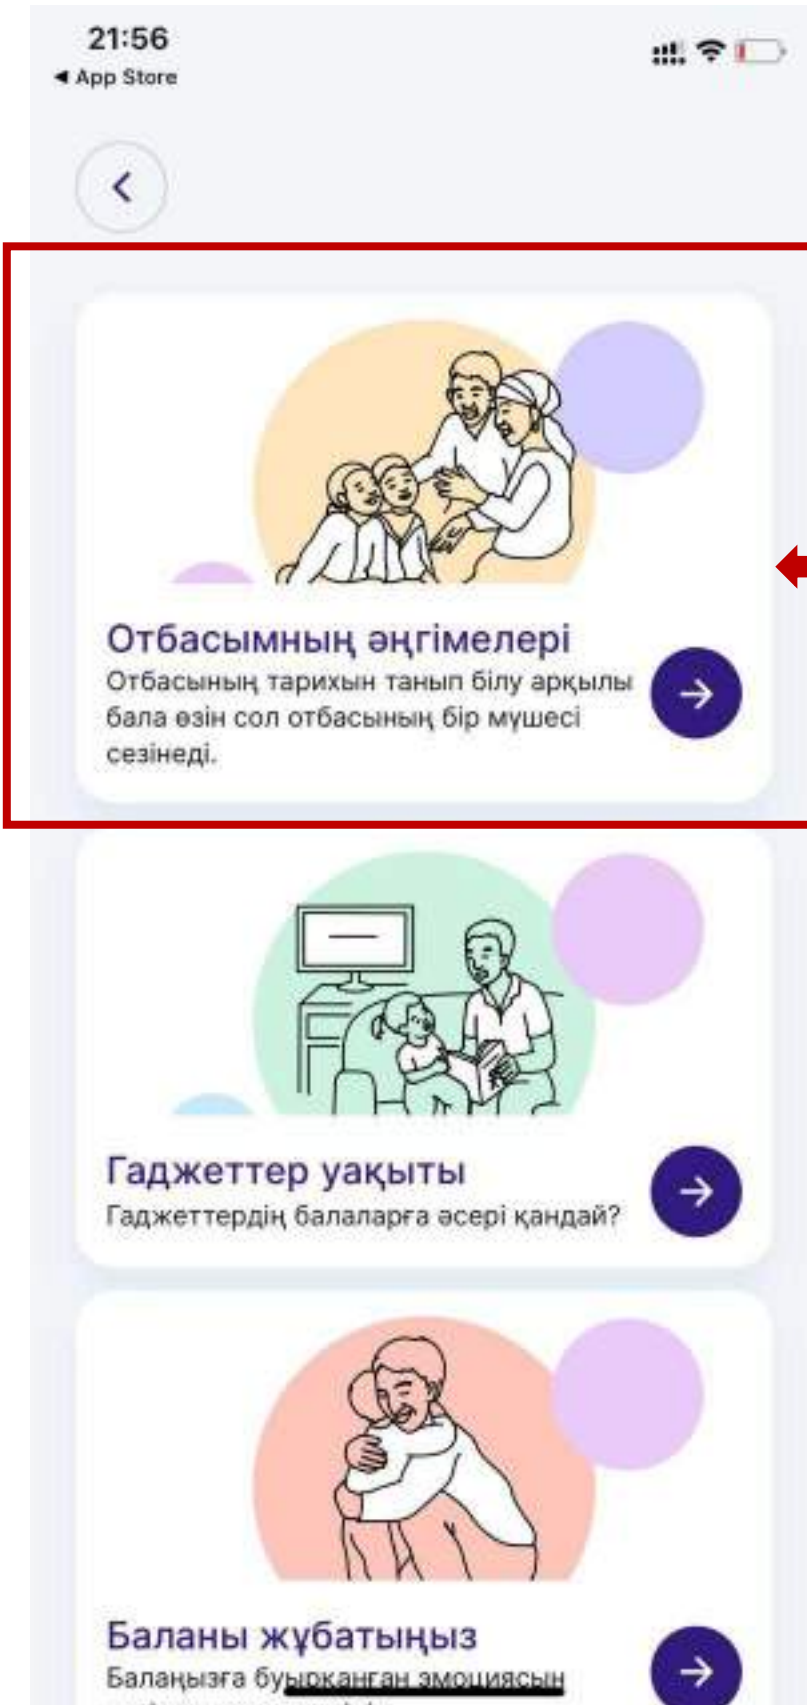 21:56
◀ App Store
Отбасымның әңгімелері
Отбасының тарихын танып білу арқылы
бала өзін сол отбасының бір мүшесі
сезінеді.
Гаджеттер уақыты
Гаджеттердің балаларға әсері қандай?
Баланы жұбатыңыз
Балаңызға буырқанған эмоциясын